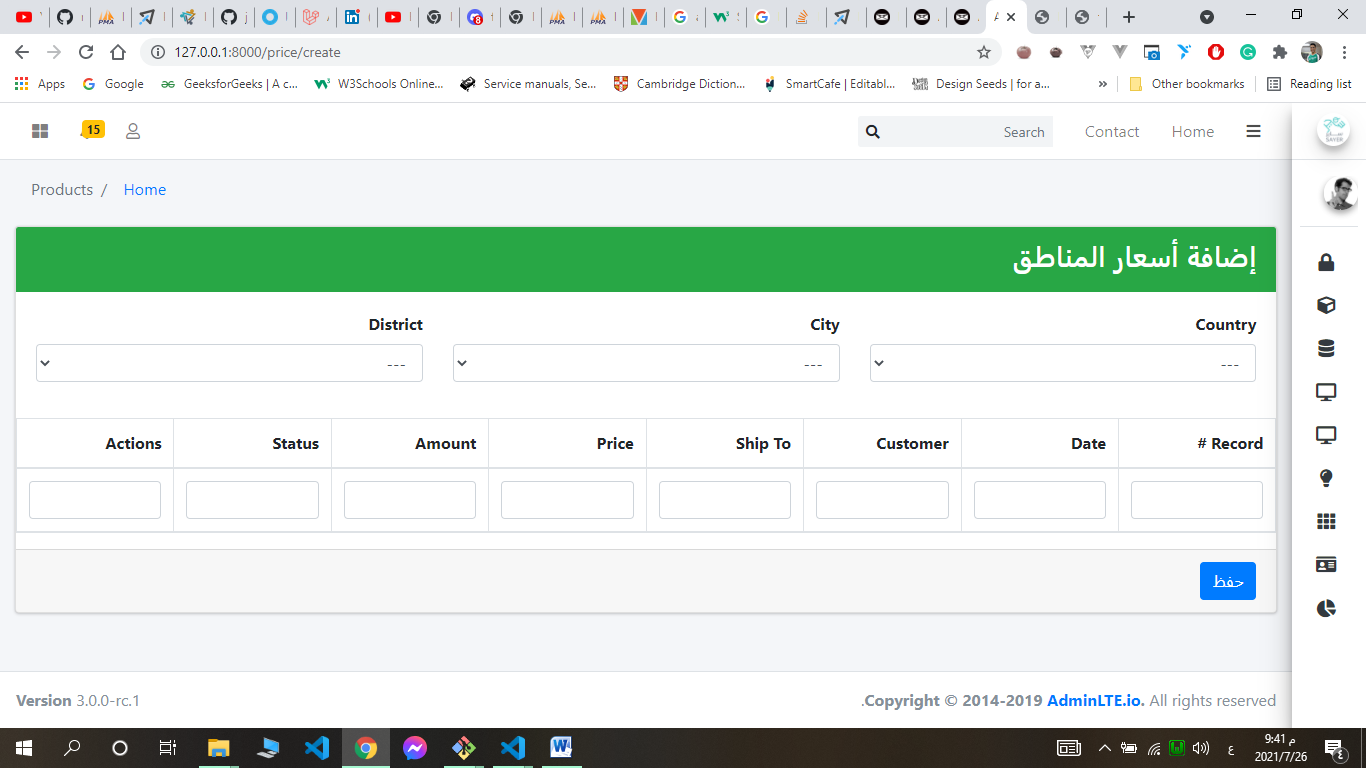 127.0.0.1:8000/price/create
Apps Google GeeksforGeeks | A c... W3Schools Online... Service manuals, Se... Cambridge Diction... SmartCafe | Editabl... Design Seeds | for a... » Other bookmarks Reading list
15 Search Contact Home
SAYER
Products / Home
إضافة أسعار المناطق
District City Country
--- --- ---
Actions Status Amount Price Ship To Customer Date # Record
حفظ
Version 3.0.0-rc.1 .Copyright © 2014-2019 AdminLTE.io. All rights reserved
ع 9:41 م
2021/7/26
٤